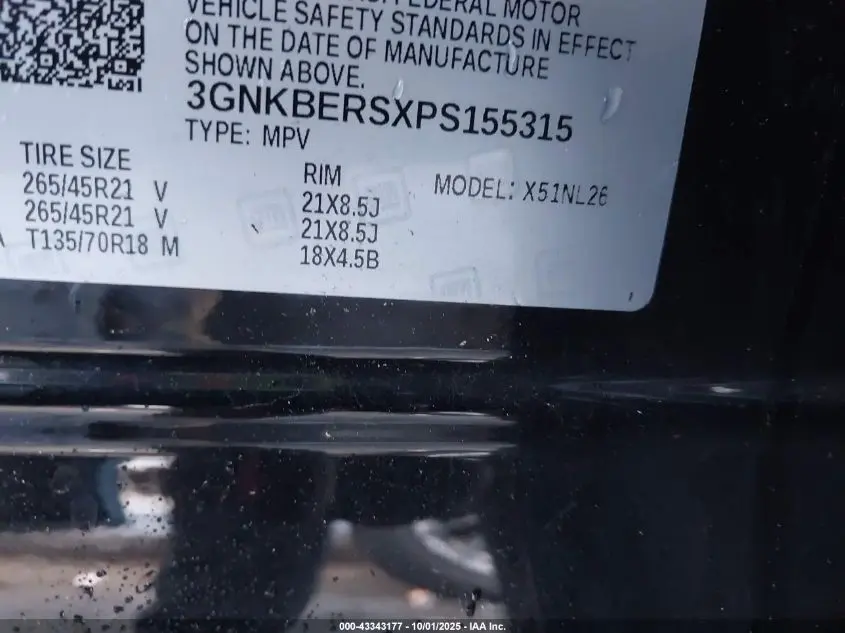 FEDERAL MOTOR
VEHICLE SAFETY STANDARDS IN EFFECT
ON THE DATE OF MANUFACTURE
SHOWN ABOVE.
3GNKBERSXPS155315
TYPE: MPV
TIRE SIZE RIM MODEL: X51NL26
265/45R21 V 21X8.5J
265/45R21 V 21X8.5J
T135/70R18 M 18X4.5B
000-43343177 - 10/01/2025 - IAA Inc.